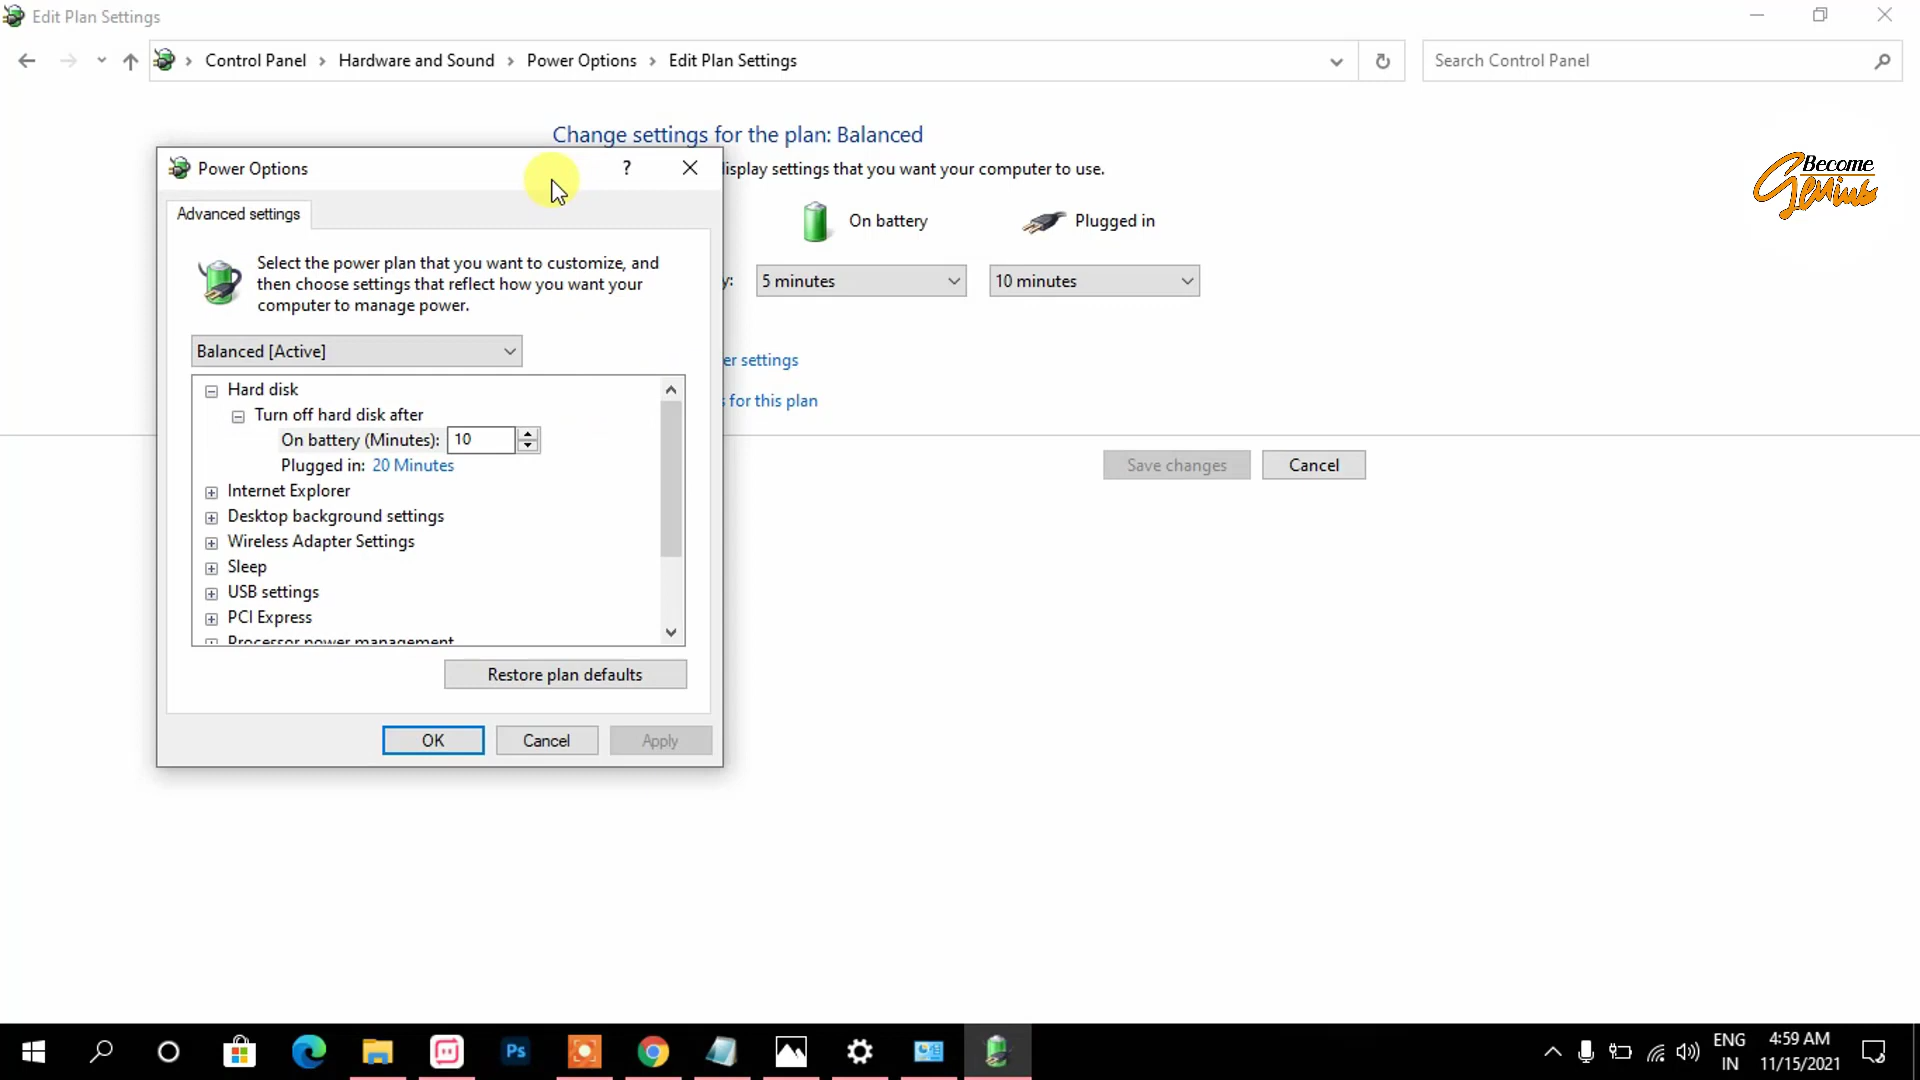 Edit Plan Settings
Control Panel > Hardware and Sound > Power Options > Edit Plan Settings
Search Control Panel
Change settings for the plan: Balanced
isplay settings that you want your computer to use.
Become
Genius
On battery
Plugged in
y:
5 minutes
10 minutes
er settings
s for this plan
Save changes
Cancel
Power Options
?
Advanced settings
Select the power plan that you want to customize, and
then choose settings that reflect how you want your
computer to manage power.
Balanced [Active]
Hard disk
Turn off hard disk after
On battery (Minutes): 10
Plugged in: 20 Minutes
Internet Explorer
Desktop background settings
Wireless Adapter Settings
Sleep
USB settings
PCI Express
Processor power management
Restore plan defaults
OK
Cancel
Apply
Ps
ENG
IN
4:59 AM
11/15/2021